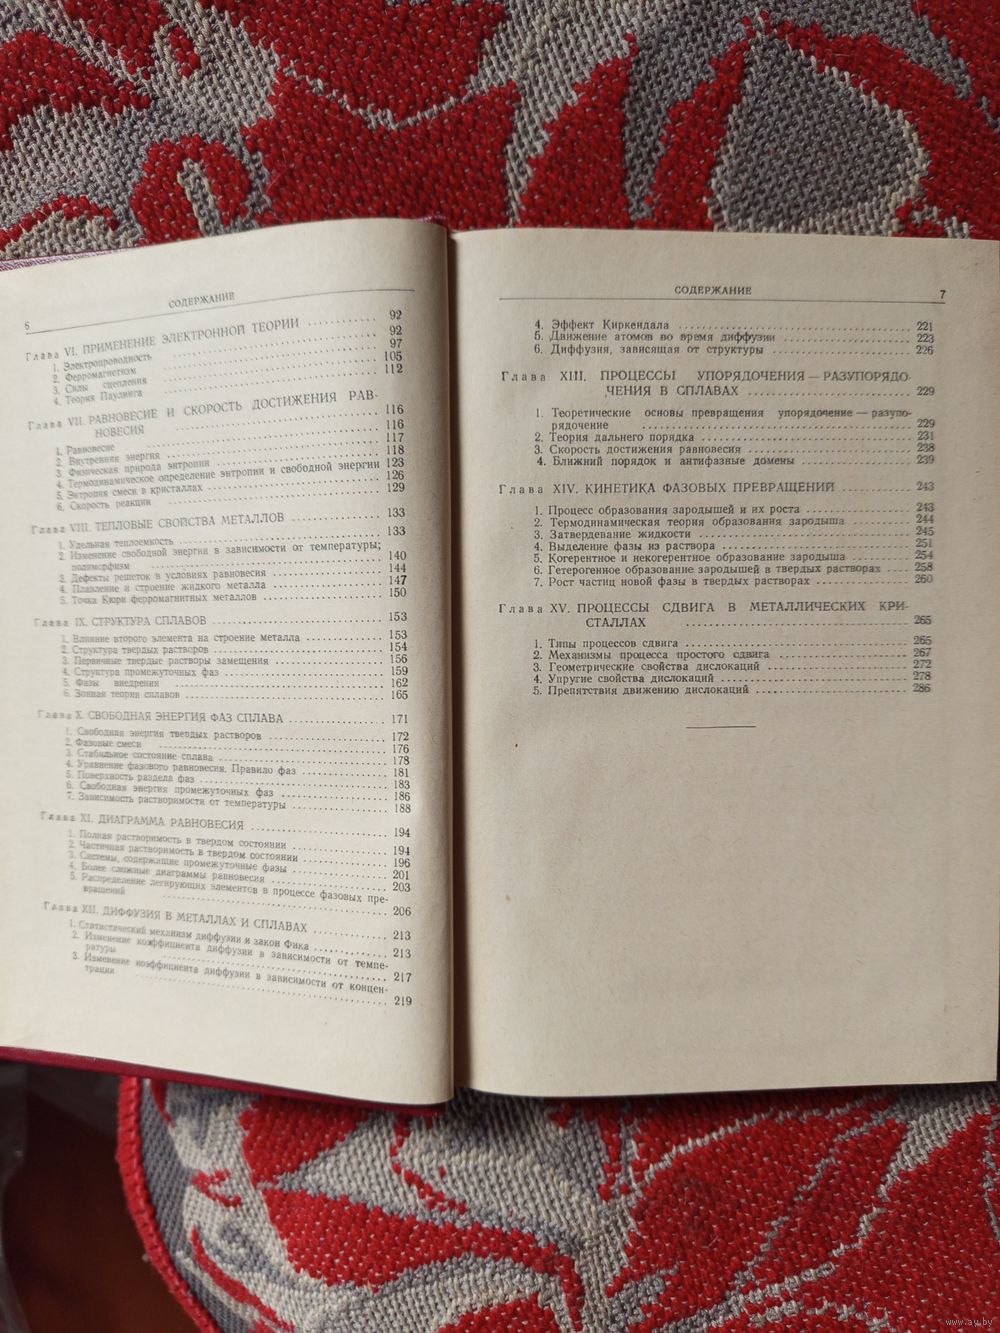 6
СОДЕРЖАНИЕ
Глава VI. ПРИМЕНЕНИЕ ЭЛЕКТРОННОЙ ТЕОРИИ .......... 92
1. Электропроводность 92
2. Ферромагнетизм .......... 97
3. Силы сцепления .......... 105
4. Теория Паулинга .......... 112
Глава VII. РАВНОВЕСИЕ И СКОРОСТЬ ДОСТИЖЕНИЯ РАВ-
НОВЕСИЯ .......... 116
1. Равновесие .......... 116
2. Внутренняя энергия .......... 117
3. Физическая природа энтропии .......... 118
4. Термодинамическое определение энтропии и свободной энергии 123
5. Энтропия смеси в кристаллах .......... 126
6. Скорость реакции .......... 129
Глава VIII. ТЕПЛОВЫЕ СВОЙСТВА МЕТАЛЛОВ .......... 133
1. Удельная теплоемкость .......... 133
2. Изменение свободной энергии в зависимости от температуры;
полиморфизм .......... 140
3. Дефекты решеток в условиях равновесия .......... 144
4. Плавление и строение жидкого металла .......... 147
5. Точка Кюри ферромагнитных металлов .......... 150
Глава IX. СТРУКТУРА СПЛАВОВ .......... 153
1. Влияние второго элемента на строение металла .......... 153
2. Структура твердых растворов .......... 154
3. Первичные твердые растворы замещения .......... 156
4. Структура промежуточных фаз .......... 159
5. Фазы внедрения .......... 162
6. Зонная теория сплавов .......... 165
Глава X. СВОБОДНАЯ ЭНЕРГИЯ ФАЗ СПЛАВА .......... 171
1. Свободная энергия твердых растворов .......... 172
2. Фазовые смеси .......... 176
3. Стабильное состояние сплава .......... 178
4. Уравнение фазового равновесия. Правило фаз .......... 181
5. Поверхность раздела фаз .......... 183
6. Свободная энергия промежуточных фаз .......... 186
7. Зависимость растворимости от температуры .......... 188
Глава XI. ДИАГРАММА РАВНОВЕСИЯ .......... 194
1. Полная растворимость в твердом состоянии .......... 194
2. Частичная растворимость в твердом состоянии .......... 196
3. Системы, содержащие промежуточные фазы .......... 201
4. Более сложные диаграммы равновесия .......... 203
5. Распределение легирующих элементов в процессе фазовых пре-
вращений .......... 206
Глава XII. ДИФФУЗИЯ В МЕТАЛЛАХ И СПЛАВАХ .......... 213
1. Статистический механизм диффузии и закон Фика .......... 213
2. Изменение коэффициента диффузии в зависимости от темпе-
ратуры .......... 217
3. Изменение коэффициента диффузии в зависимости от концен-
трации .......... 219
СОДЕРЖАНИЕ
7
4. Эффект Киркендала .......... 221
5. Движение атомов во время диффузии .......... 223
6. Диффузия, зависящая от структуры .......... 226
Глава XIII. ПРОЦЕССЫ УПОРЯДОЧЕНИЯ — РАЗУПОРЯДО-
ЧЕНИЯ В СПЛАВАХ .......... 229
1. Теоретические основы превращения упорядочение — разупо-
рядочение .......... 229
2. Теория дальнего порядка .......... 231
3. Скорость достижения равновесия .......... 238
4. Ближний порядок и антифазные домены .......... 239
Глава XIV. КИНЕТИКА ФАЗОВЫХ ПРЕВРАЩЕНИЙ .......... 243
1. Процесс образования зародышей и их роста .......... 243
2. Термодинамическая теория образования зародыша .......... 244
3. Затвердевание жидкости .......... 245
4. Выделение фазы из раствора .......... 251
5. Когерентное и некогерентное образование зародыша .......... 254
6. Гетерогенное образование зародышей в твердых растворах .... 258
7. Рост частиц новой фазы в твердых растворах .......... 260
Глава XV. ПРОЦЕССЫ СДВИГА В МЕТАЛЛИЧЕСКИХ КРИ-
СТАЛЛАХ .......... 265
1. Типы процессов сдвига .......... 265
2. Механизмы процесса простого сдвига .......... 267
3. Геометрические свойства дислокаций .......... 272
4. Упругие свойства дислокаций .......... 278
5. Препятствия движению дислокаций .......... 286
www.ay.by